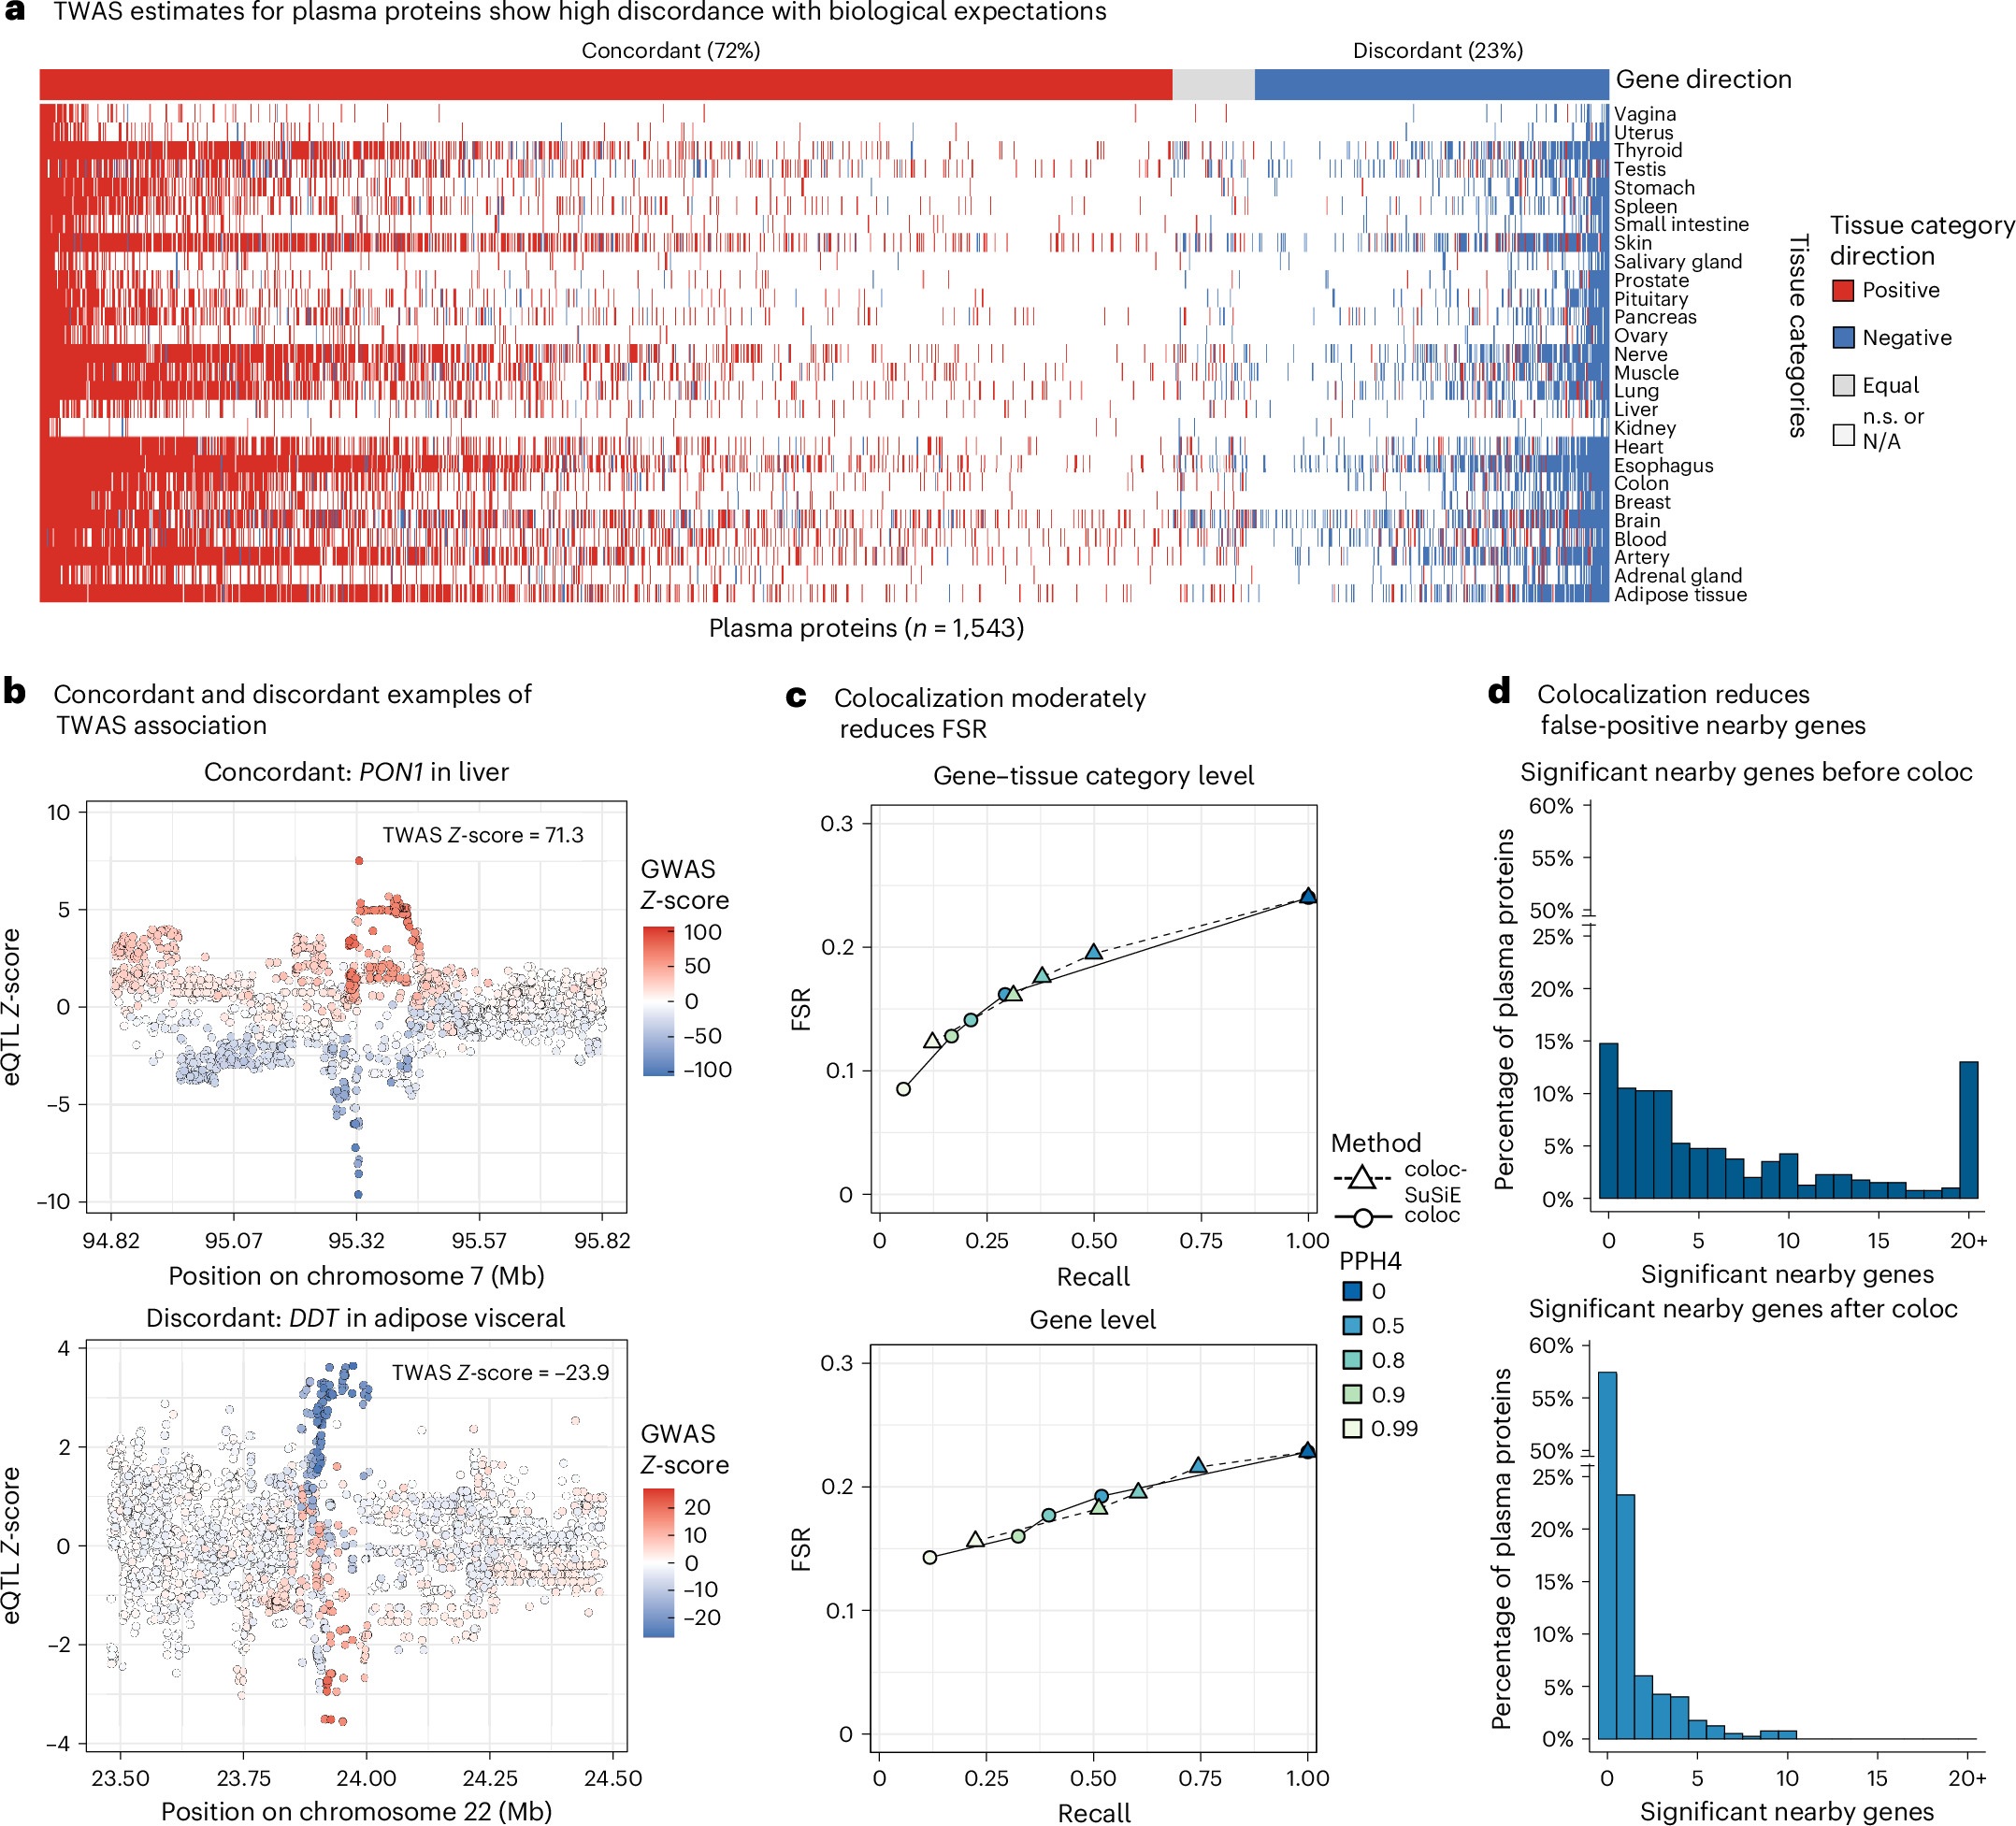 a TWAS estimates for plasma proteins show high discordance with biological expectations
Concordant (72%)
Discordant (23%)
Gene direction
Vagina
Uterus
Thyroid
Testis
Stomach
Spleen
Small intestine
Skin
Salivary gland
Prostate
Pituitary
Pancreas
Ovary
Nerve
Muscle
Lung
Liver
Kidney
Heart
Esophagus
Colon
Breast
Brain
Blood
Artery
Adrenal gland
Adipose tissue
Tissue categories
Tissue category
direction
Positive
Negative
Equal
n.s. or
N/A
Plasma proteins (n = 1,543)
b Concordant and discordant examples of
TWAS association
Concordant: PON1 in liver
TWAS Z-score = 71.3
eQTL Z-score
10
5
0
−5
−10
94.82
95.07
95.32
95.57
95.82
Position on chromosome 7 (Mb)
GWAS
Z-score
100
50
0
−50
−100
Discordant: DDT in adipose visceral
TWAS Z-score = −23.9
eQTL Z-score
4
2
0
−2
−4
23.50
23.75
24.00
24.25
24.50
Position on chromosome 22 (Mb)
GWAS
Z-score
20
10
0
−10
−20
c Colocalization moderately
reduces FSR
Gene–tissue category level
FSR
0.3
0.2
0.1
0
0
0.25
0.50
0.75
1.00
Recall
Gene level
FSR
0.3
0.2
0.1
0
0
0.25
0.50
0.75
1.00
Recall
Method
coloc-
SuSiE
coloc
PPH4
0
0.5
0.8
0.9
0.99
d Colocalization reduces
false-positive nearby genes
Significant nearby genes before coloc
Percentage of plasma proteins
60%
55%
50%
25%
20%
15%
10%
5%
0%
0
5
10
15
20+
Significant nearby genes
Significant nearby genes after coloc
Percentage of plasma proteins
60%
55%
50%
25%
20%
15%
10%
5%
0%
0
5
10
15
20+
Significant nearby genes